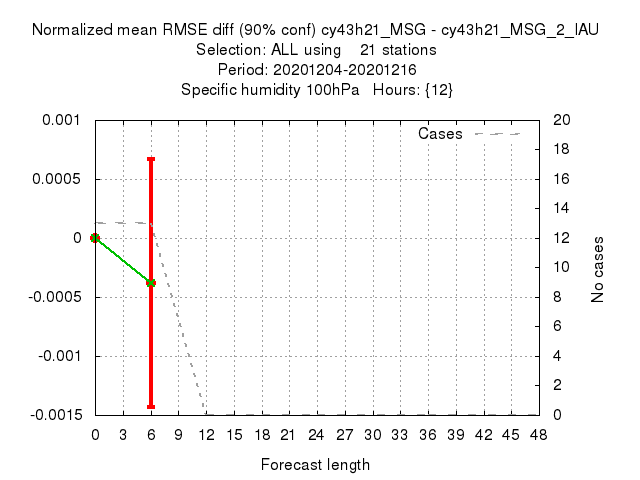 Normalized mean RMSE diff (90% conf) cy43h21_MSG - cy43h21_MSG_2_IAU
Selection: ALL using    21 stations
Period: 20201204-20201216
Specific humidity 100hPa   Hours: {12}
Cases
0.001
0.0005
0
-0.0005
-0.001
-0.0015
20
18
16
14
12
10
8
6
4
2
0
No cases
0 3 6 9 12 15 18 21 24 27 30 33 36 39 42 45 48
Forecast length